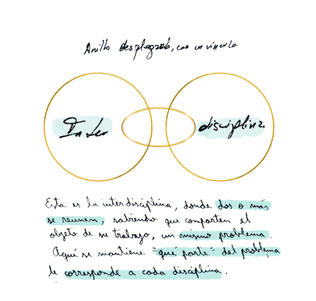 Anillo desplegado, con un vínculo
Inter
disciplina
Esta es la interdisciplina, donde dos o más
se reunen, sabiendo que comparten el
objeto de su trabajo, un mismo problema.
Aquí se mantiene "qué parte" del problema
le corresponde a cada disciplina.